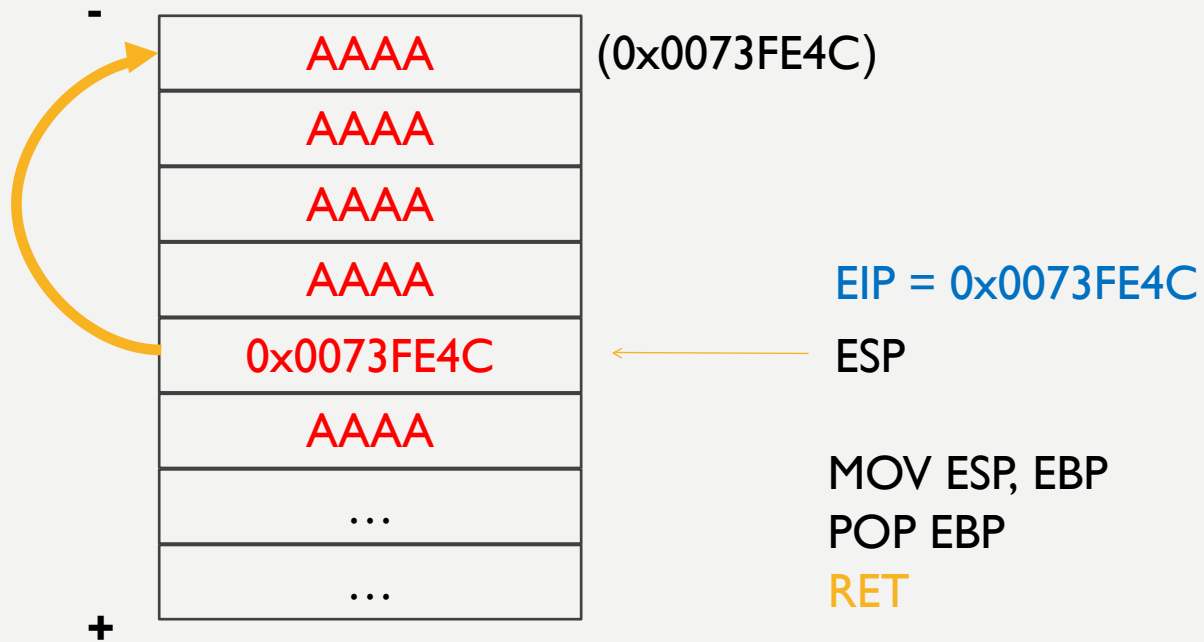 -
AAAA (0x0073FE4C)
AAAA
AAAA
AAAA
EIP = 0x0073FE4C
0x0073FE4C
ESP
AAAA
MOV ESP, EBP
POP EBP
RET
…
…
+